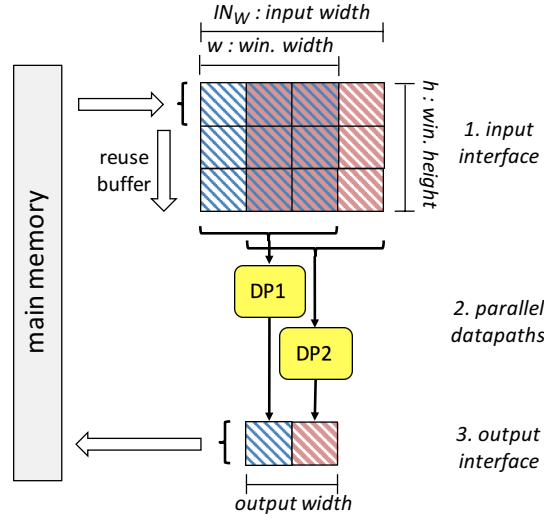 IN_W : input width
w : win. width
main memory
reuse
buffer
h : win. height
1. input
interface
DP1
DP2
2. parallel
datapaths
3. output
interface
output width